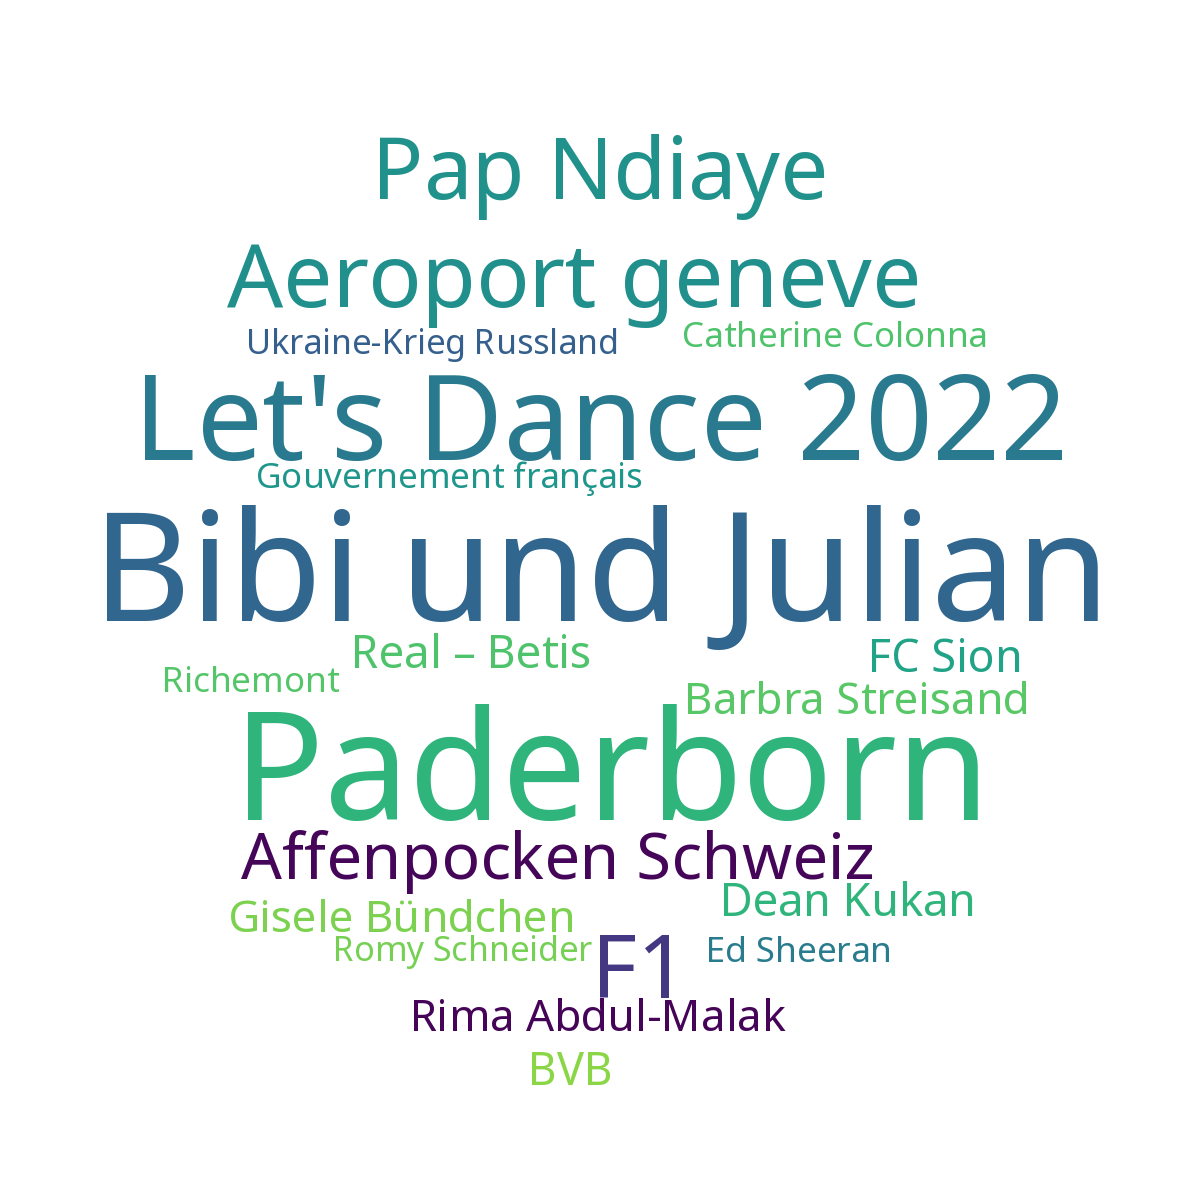 Pap Ndiaye
Aeroport geneve
Ukraine-Krieg Russland
Catherine Colonna
Let's Dance 2022
Gouvernement français
Bibi und Julian
Real – Betis
FC Sion
Richemont
Barbra Streisand
Paderborn
Affenpocken Schweiz
Dean Kukan
Gisele Bündchen
Romy Schneider
F1
Ed Sheeran
Rima Abdul-Malak
BVB